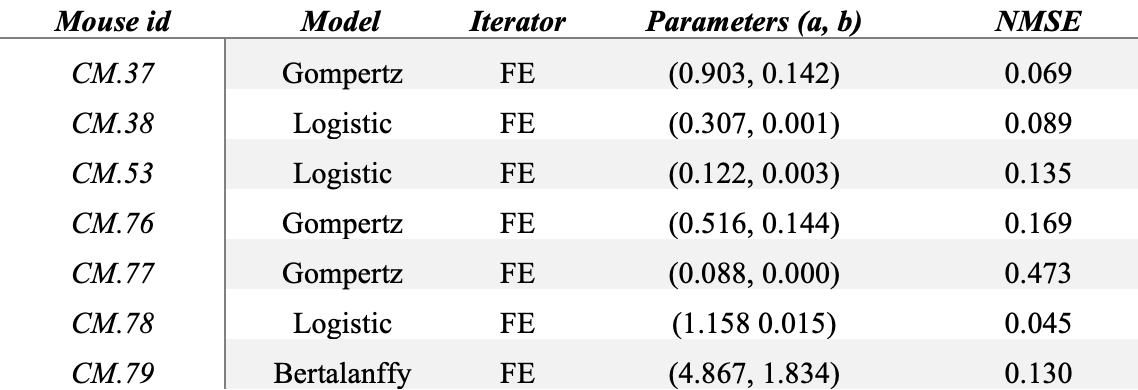 Mouse id Model Iterator Parameters (a, b) NMSE
CM.37 Gompertz FE (0.903, 0.142) 0.069
CM.38 Logistic FE (0.307, 0.001) 0.089
CM.53 Logistic FE (0.122, 0.003) 0.135
CM.76 Gompertz FE (0.516, 0.144) 0.169
CM.77 Gompertz FE (0.088, 0.000) 0.473
CM.78 Logistic FE (1.158 0.015) 0.045
CM.79 Bertalanffy FE (4.867, 1.834) 0.130